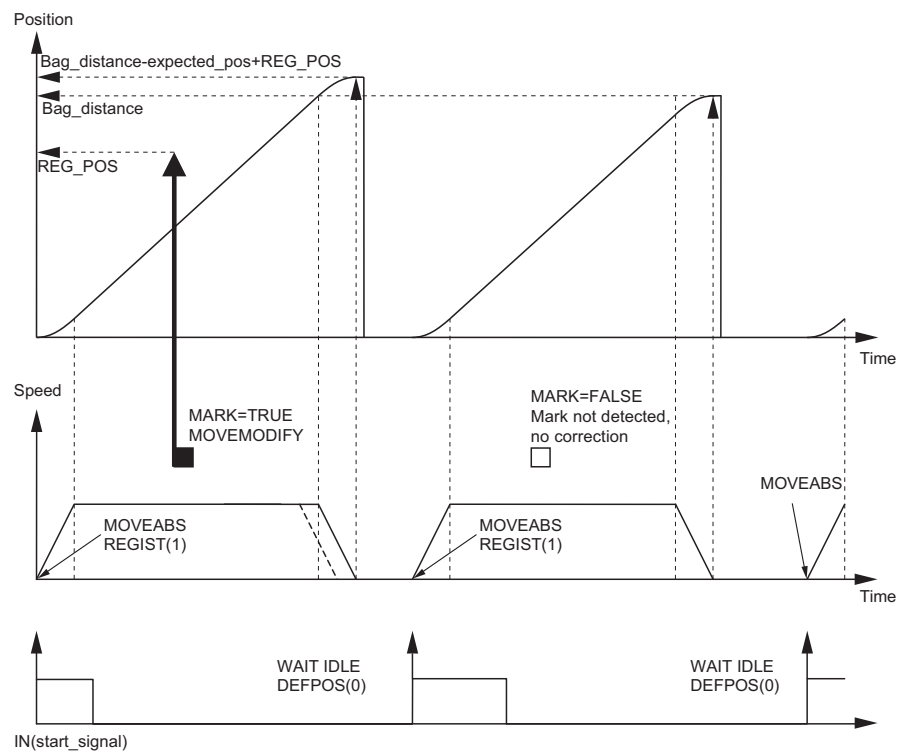 Position
Bag_distance-expected_pos+REG_POS
Bag_distance
REG_POS
Time
Speed
MARK=TRUE
MOVEMODIFY
MARK=FALSE
Mark not detected,
no correction
MOVEABS
MOVEABS
REGIST(1)
MOVEABS
REGIST(1)
Time
WAIT IDLE
DEFPOS(0)
WAIT IDLE
DEFPOS(0)
IN(start_signal)